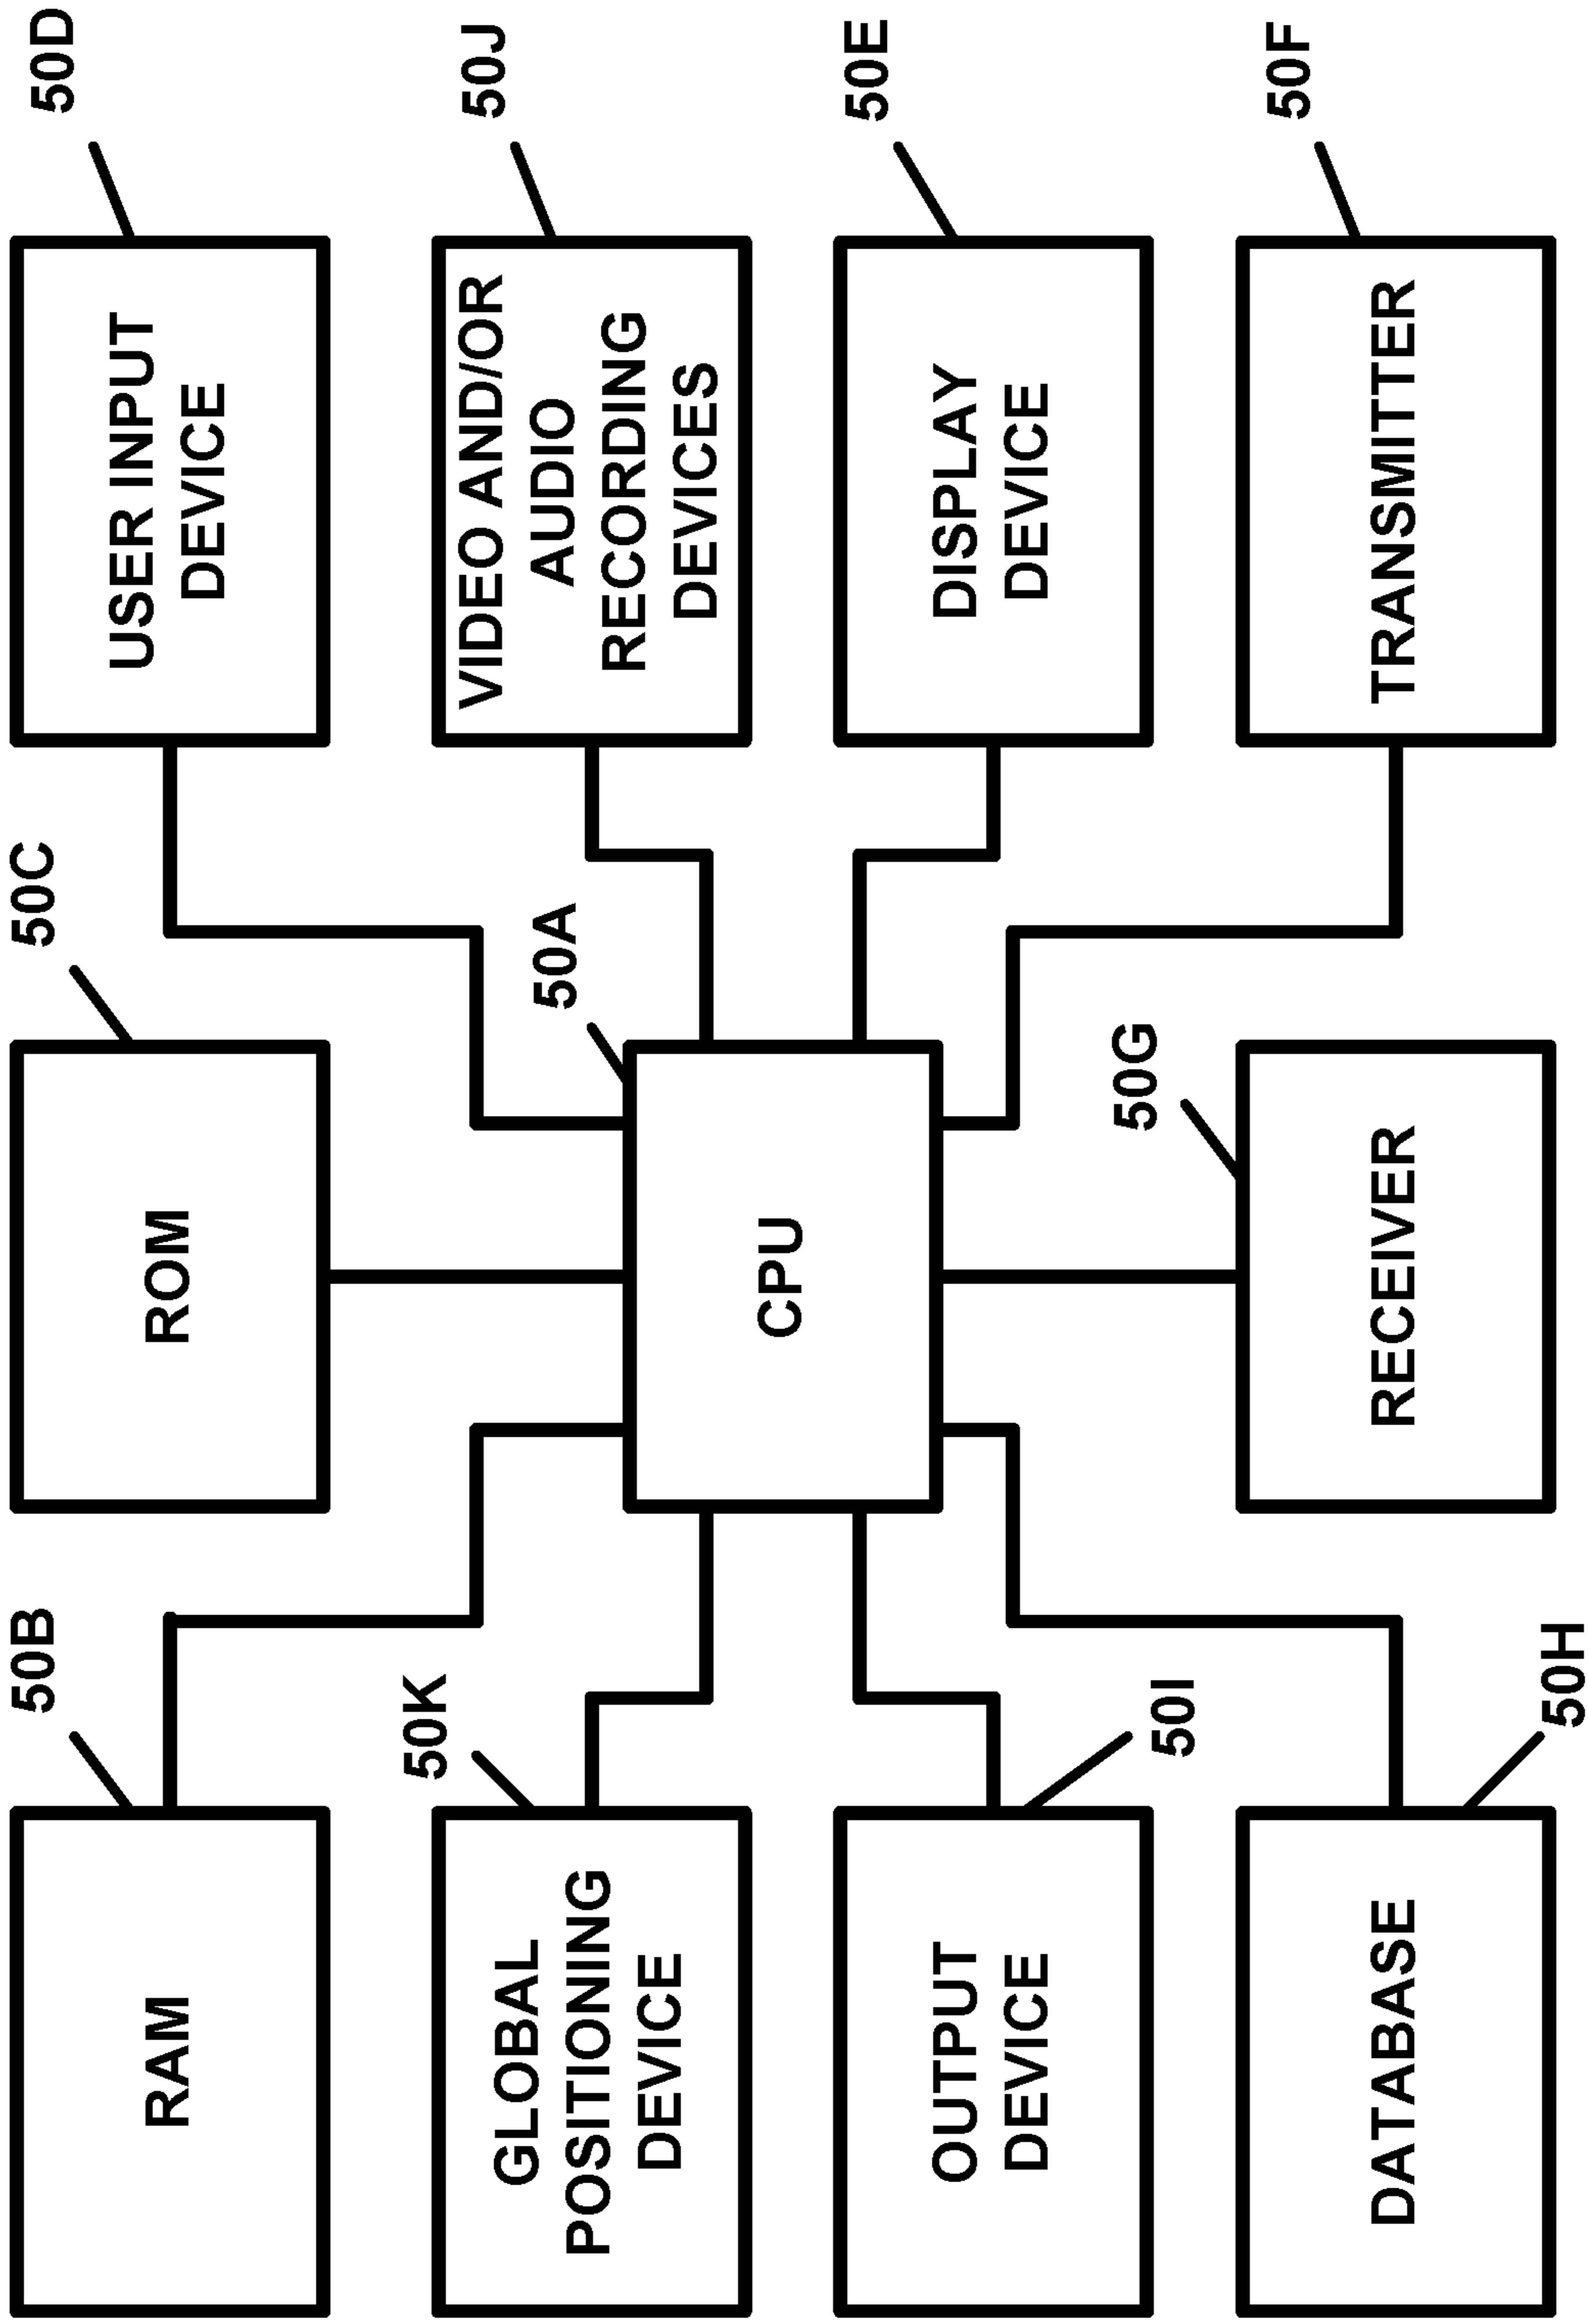 50B
50C
50D
RAM
ROM
USER INPUT
DEVICE
50K
50A
50J
GLOBAL
POSITIONING
DEVICE
CPU
VIDEO AND/OR
AUDIO
RECORDING
DEVICES
50E
OUTPUT
DEVICE
DISPLAY
DEVICE
50I
50G
50F
DATABASE
RECEIVER
TRANSMITTER
50H